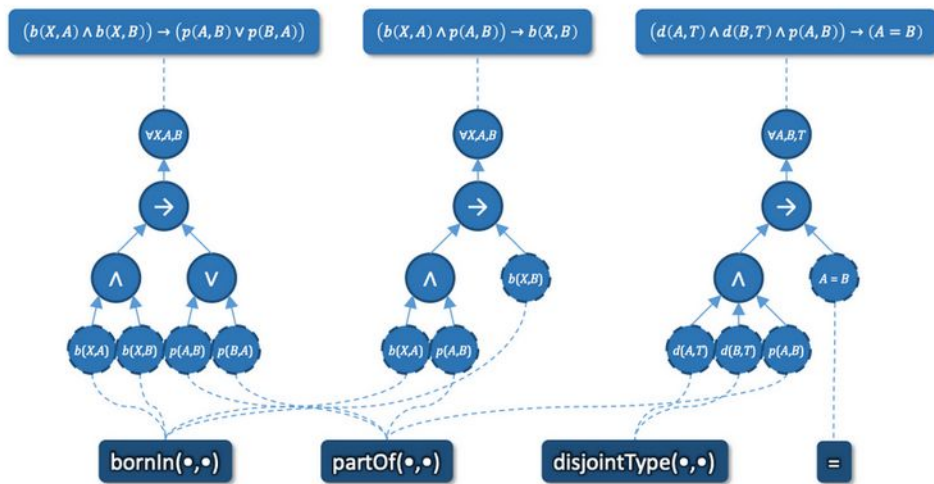 (b(X,A) ∧ b(X,B)) → (p(A,B) ∨ p(B,A))
(b(X,A) ∧ p(A,B)) → b(X,B)
(d(A,T) ∧ d(B,T) ∧ p(A,B)) → (A = B)
∀X,A,B
∀X,A,B
∀A,B,T
→
→
→
∧
∨
∧
b(X,B)
∧
A = B
b(X,A)
b(X,B)
p(A,B)
p(B,A)
b(X,A)
p(A,B)
d(A,T)
d(B,T)
p(A,B)
bornIn(•,•)
partOf(•,•)
disjointType(•,•)
=